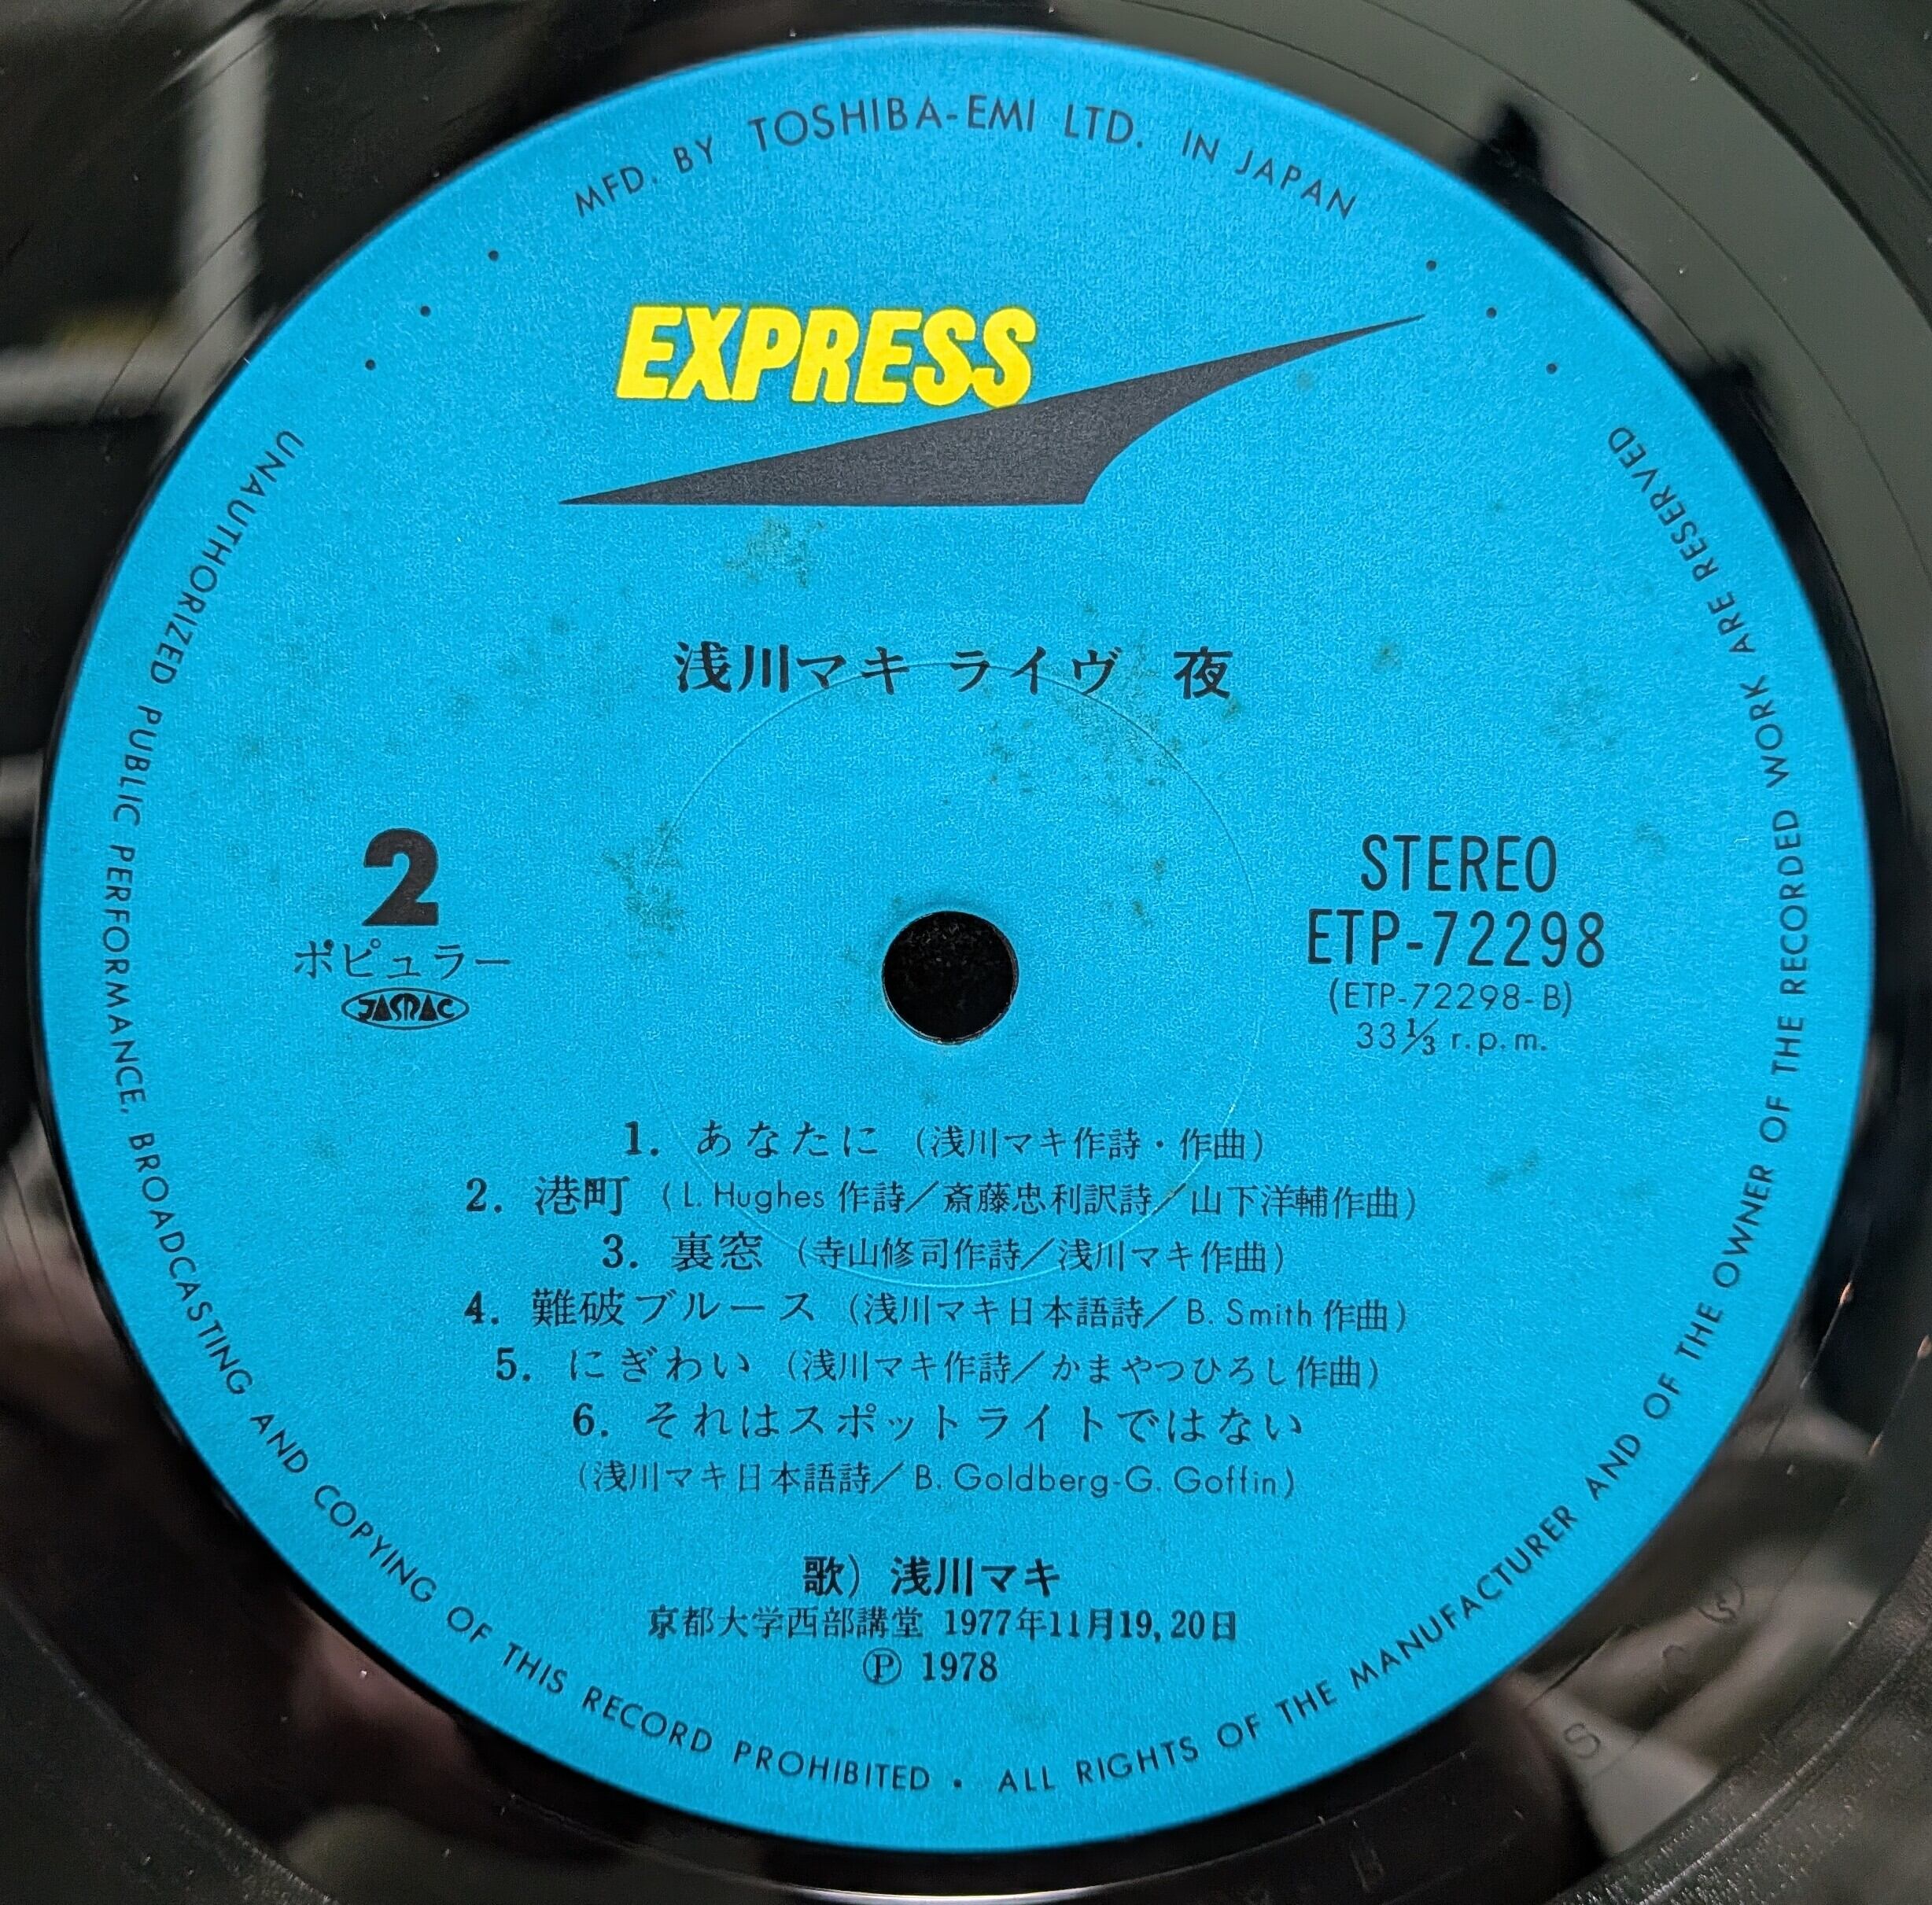 MFD. BY TOSHIBA-EMI LTD. IN JAPAN
EXPRESS
浅川マキ ライヴ 夜
2
ポピュラー
JASRAC
STEREO
ETP-72298
(ETP-72298-B)
33 1/3 r.p.m.
1. あなたに (浅川マキ作詩・作曲)
2. 港町 (L. Hughes 作詩/斎藤忠利訳詩/山下洋輔作曲)
3. 裏窓 (寺山修司作詩/浅川マキ作曲)
4. 難破ブルース (浅川マキ日本語詩/B. Smith 作曲)
5. にぎわい (浅川マキ作詩/かまやつひろし作曲)
6. それはスポットライトではない
(浅川マキ日本語詩/B. Goldberg-G. Goffin)
歌) 浅川マキ
京都大学西部講堂 1977年11月19,20日
Ⓟ 1978
UNAUTHORIZED PUBLIC PERFORMANCE, BROADCASTING AND COPYING OF THIS RECORD PROHIBITED • ALL RIGHTS OF THE MANUFACTURER AND OF THE OWNER OF THE RECORDED WORK ARE RESERVED